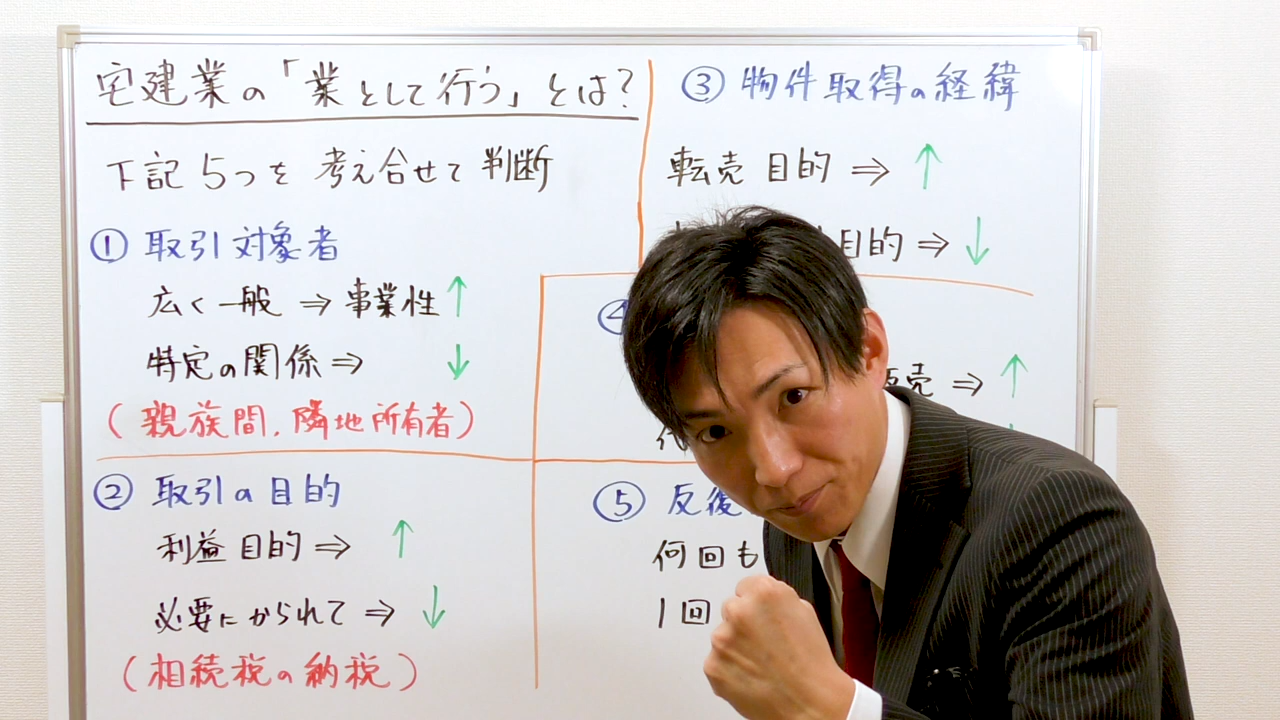 宅建業の「業として行う」とは?
下記5つを考え合せて判断
① 取引対象者
広く一般 ⇒ 事業性 ↑
特定の関係 ⇒ ↓
(親族間、隣地所有者)
② 取引の目的
利益目的 ⇒ ↑
必要にかられて ⇒ ↓
(相続税の納税)
③ 物件取得の経緯
転売目的 ⇒ ↑
目的 ⇒ ↓
④
売 ⇒ ↑
⑤ 反復
何回も
1回